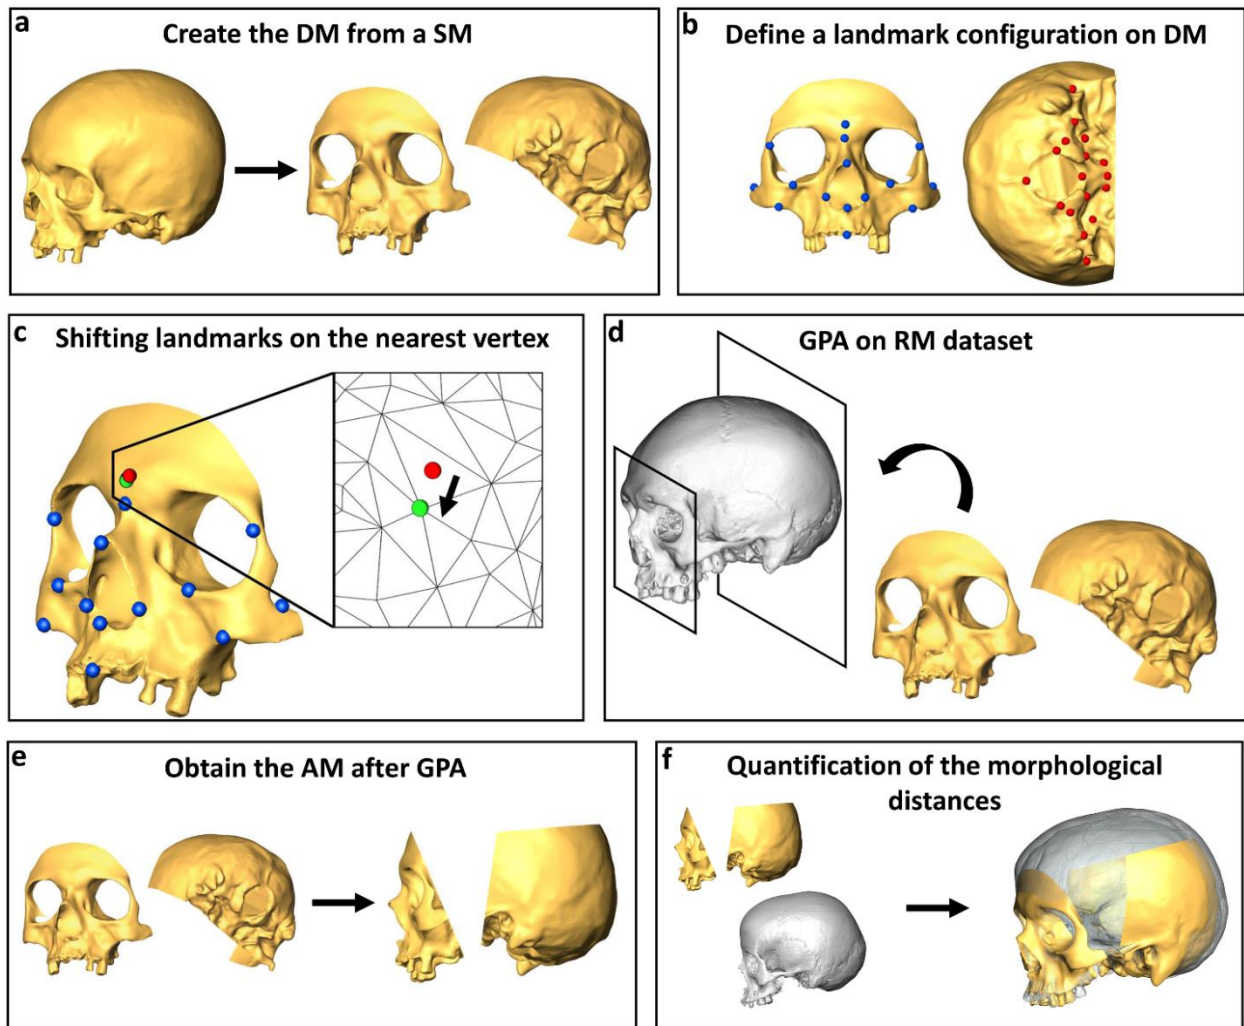 a
Create the DM from a SM
b
Define a landmark configuration on DM
c
Shifting landmarks on the nearest vertex
d
GPA on RM dataset
e
Obtain the AM after GPA
f
Quantification of the morphological
distances